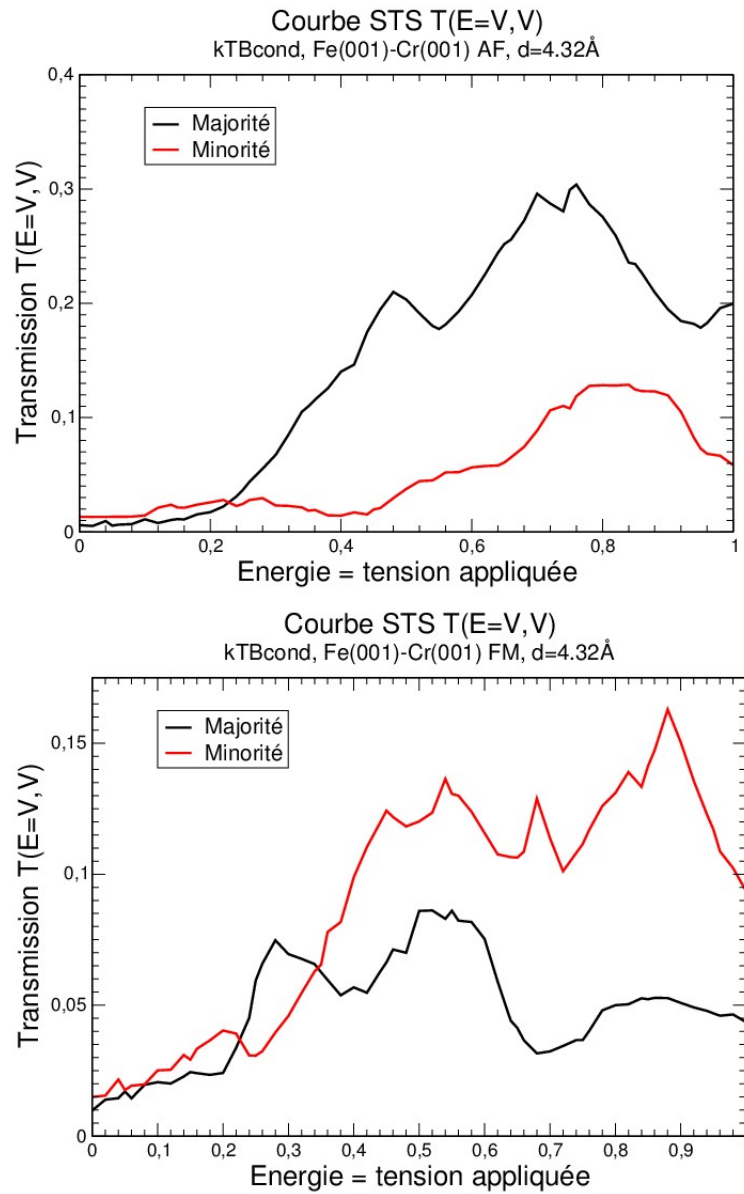 Courbe STS T(E=V,V)
kTBcond, Fe(001)-Cr(001) AF, d=4.32Å
Majorité
Minorité
Transmission T(E=V,V)
0,4
0,3
0,2
0,1
0
0 0,2 0,4 0,6 0,8 1
Energie = tension appliquée
Courbe STS T(E=V,V)
kTBcond, Fe(001)-Cr(001) FM, d=4.32Å
Majorité
Minorité
Transmission T(E=V,V)
0,15
0,1
0,05
0
0 0,1 0,2 0,3 0,4 0,5 0,6 0,7 0,8 0,9
Energie = tension appliquée